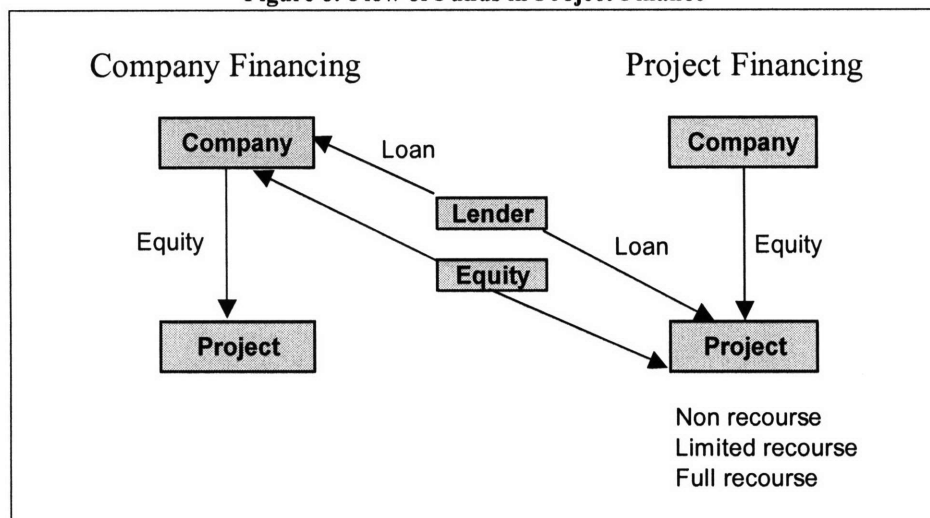 Company Financing
Project Financing
Company
Company
Loan
Lender
Equity
Loan
Equity
Equity
Project
Project
Non recourse
Limited recourse
Full recourse